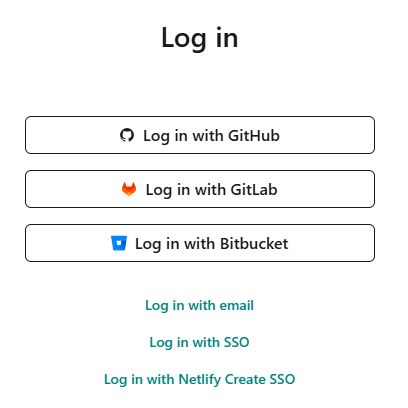 Log in
Log in with GitHub
Log in with GitLab
Log in with Bitbucket
Log in with email
Log in with SSO
Log in with Netlify Create SSO